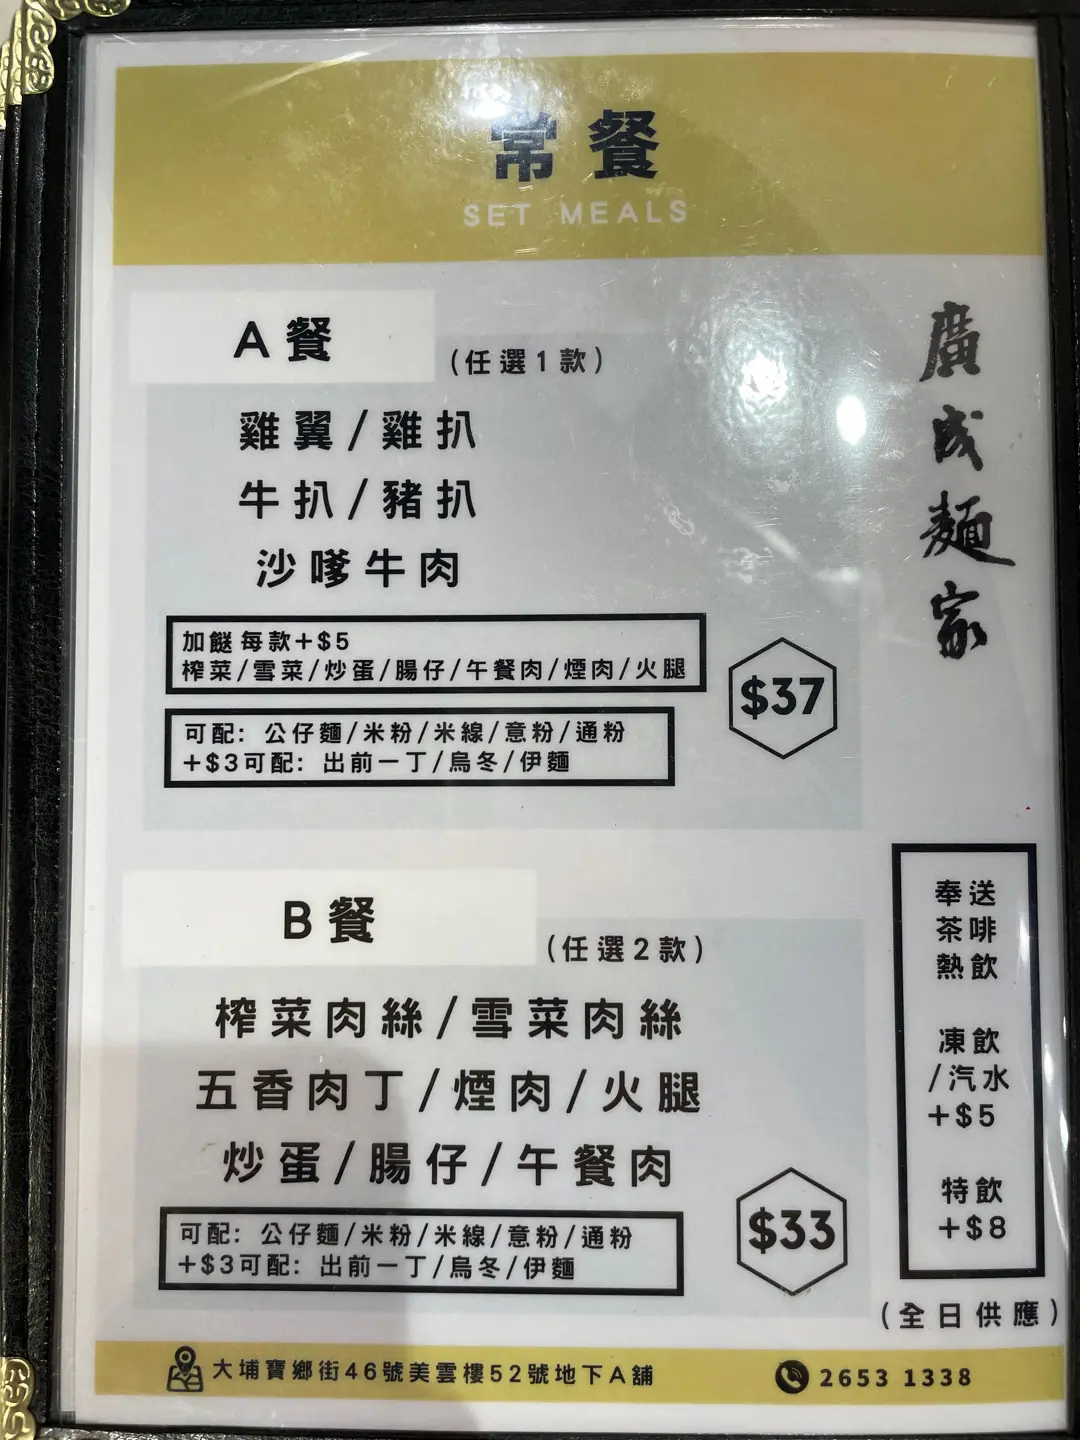 常餐
SET MEALS
廣成麵家
A餐
(任選1款)
雞翼/雞扒
牛扒/豬扒
沙嗲牛肉
加餸每款+$5
榨菜/雪菜/炒蛋/腸仔/午餐肉/煙肉/火腿
$37
可配: 公仔麵/米粉/米線/意粉/通粉
+$3可配: 出前一丁/烏冬/伊麵
B餐
(任選2款)
榨菜肉絲/雪菜肉絲
五香肉丁/煙肉/火腿
炒蛋/腸仔/午餐肉
$33
可配: 公仔麵/米粉/米線/意粉/通粉
+$3可配: 出前一丁/烏冬/伊麵
奉送
茶啡
熱飲
凍飲
/汽水
+$5
特飲
+$8
(全日供應)
大埔寶鄉街46號美雲樓52號地下A舖
2653 1338